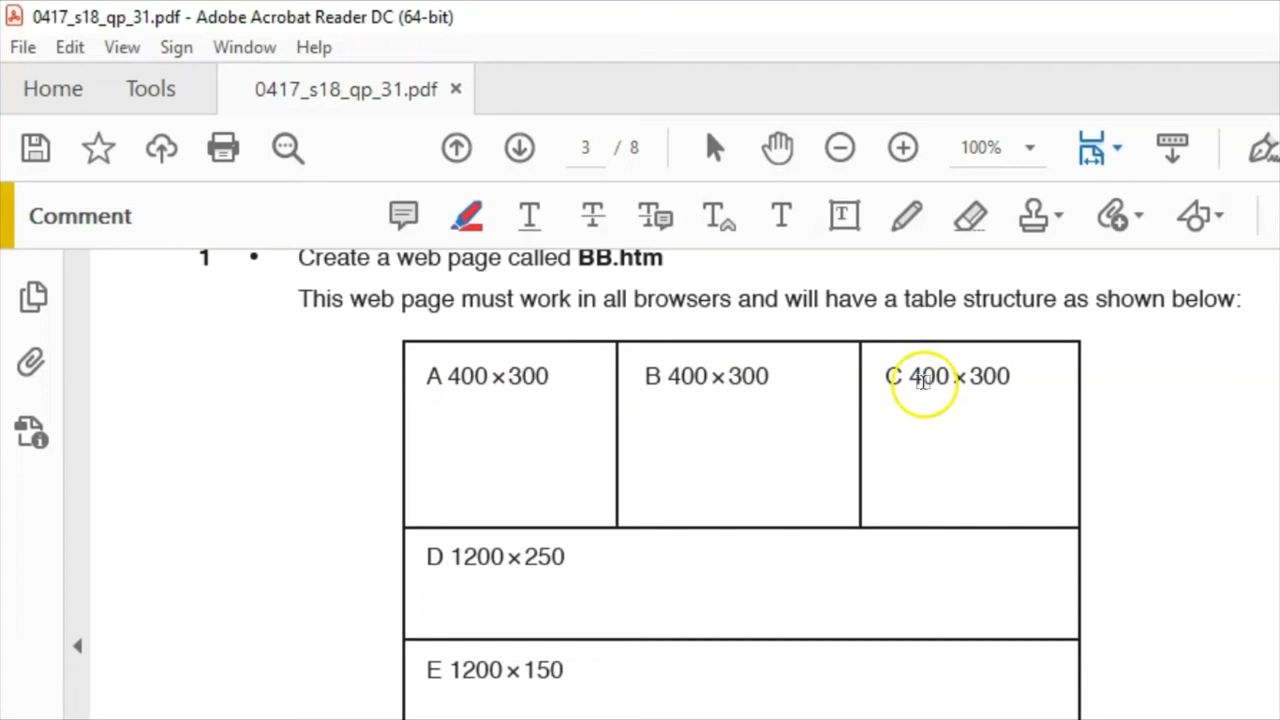 0417_s18_qp_31.pdf - Adobe Acrobat Reader DC (64-bit)
File Edit View Sign Window Help
Home Tools 0417_s18_qp_31.pdf ×
3 / 8 100%
Comment
1 • Create a web page called BB.htm
This web page must work in all browsers and will have a table structure as shown below:
A 400×300 B 400×300 C 400×300
D 1200×250
E 1200×150